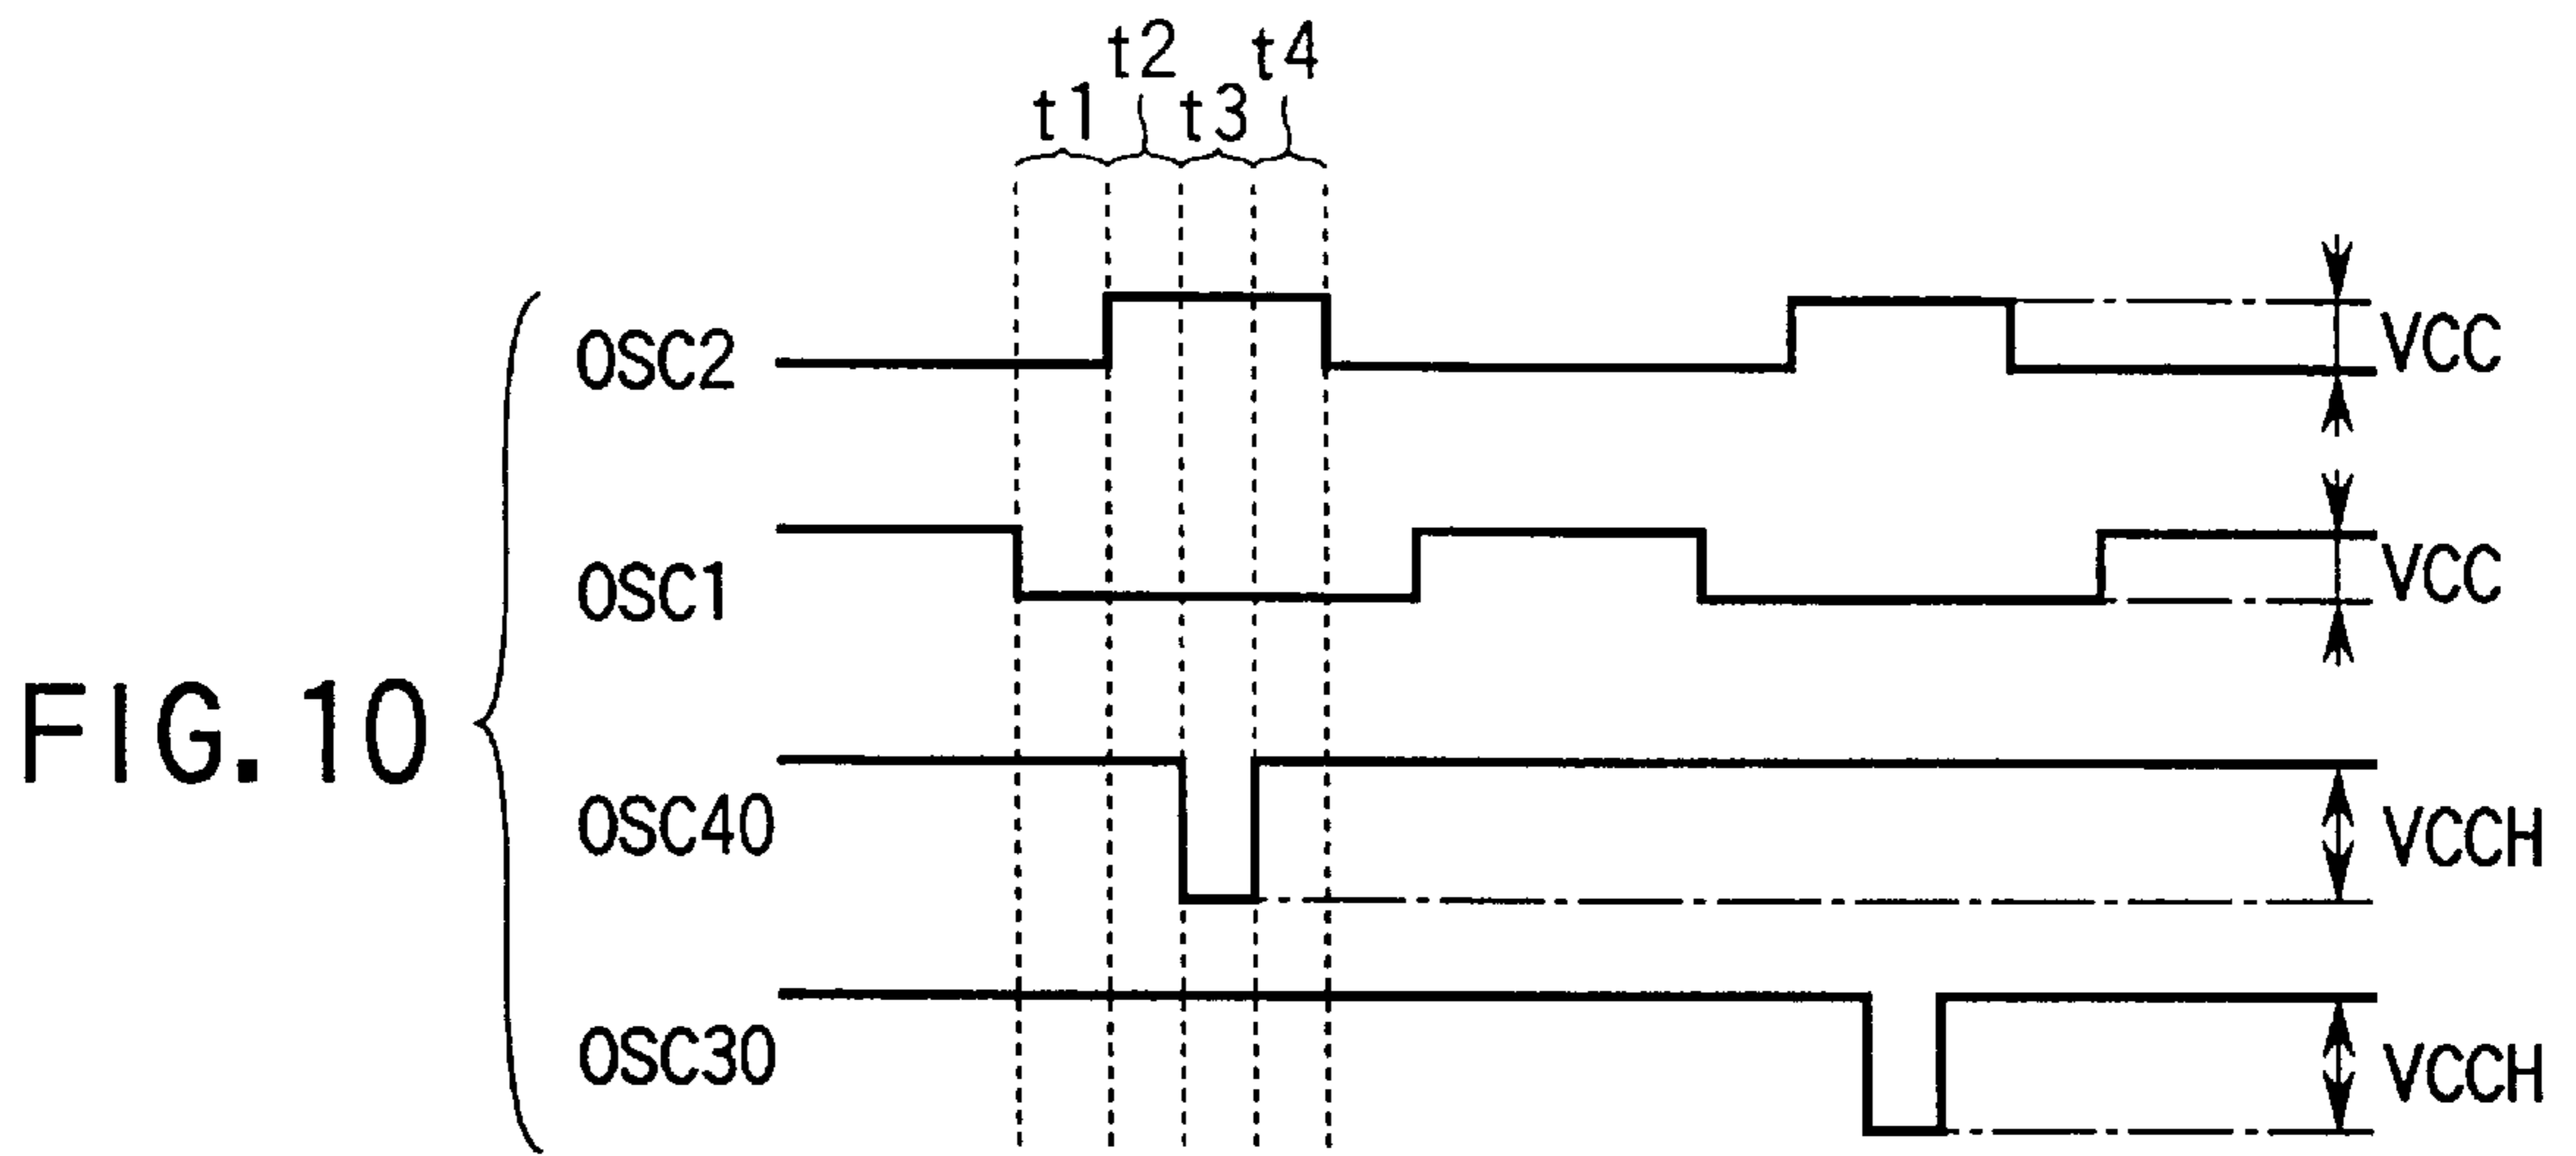 t2 t4
t1 t3
OSC2 VCC
OSC1 VCC
FIG. 10
OSC40 VCCH
OSC30 VCCH